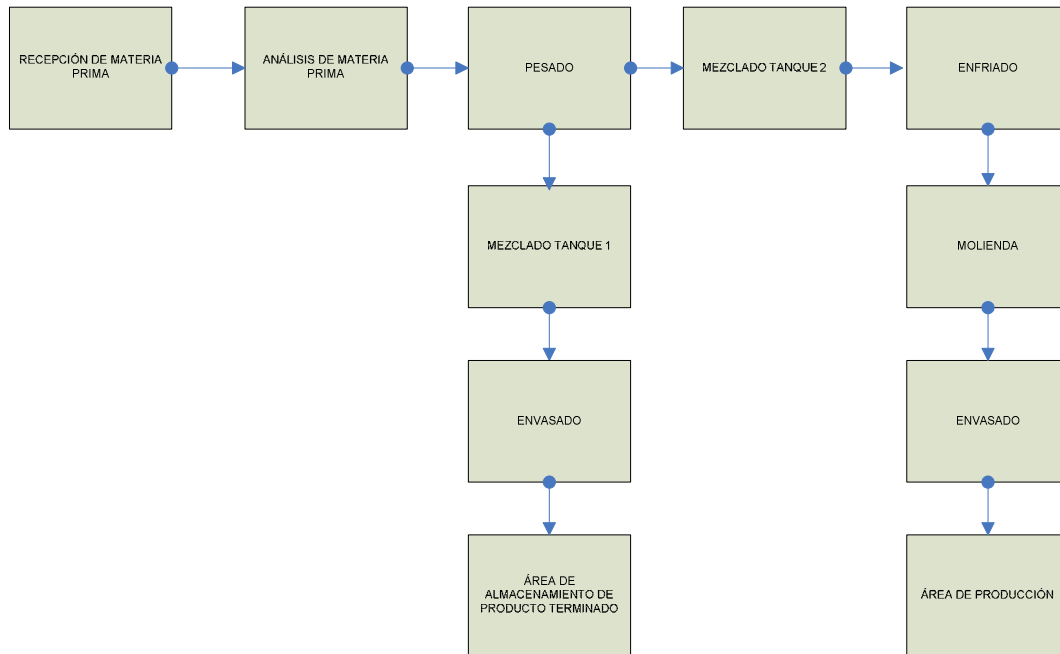 RECEPCIÓN DE MATERIA
PRIMA
ANÁLISIS DE MATERIA
PRIMA
PESADO
MEZCLADO TANQUE 2
ENFRIADO
MEZCLADO TANQUE 1
MOLIENDA
ENVASADO
ENVASADO
ÁREA DE
ALMACENAMIENTO DE
PRODUCTO TERMINADO
ÁREA DE PRODUCCIÓN